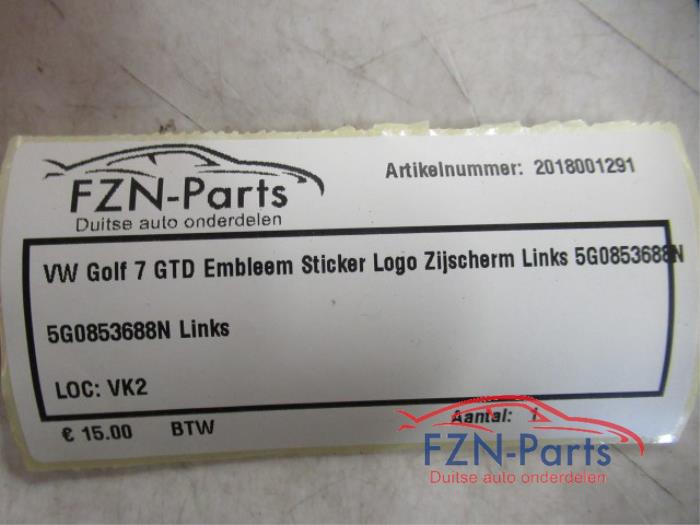 FZN-Parts
Duitse auto onderdelen
Artikelnummer: 2018001291
VW Golf 7 GTD Embleem Sticker Logo Zijscherm Links 5G0853688N
5G0853688N Links
LOC: VK2
€ 15.00 BTW
Aantal: 1
FZN-Parts
Duitse auto onderdelen